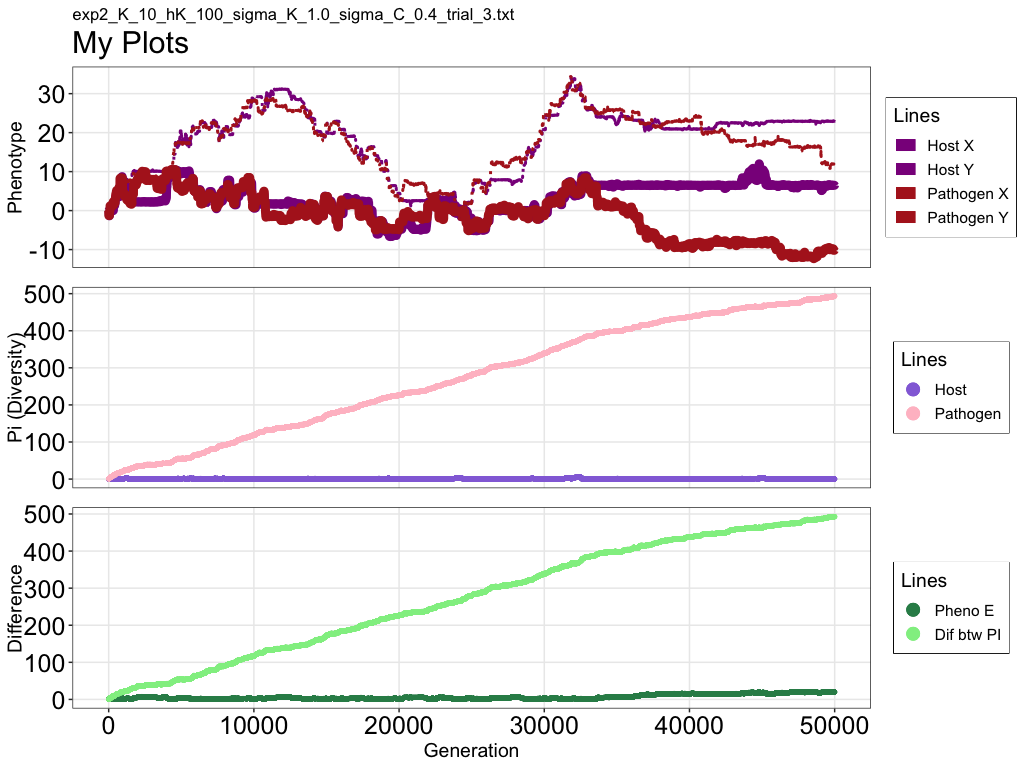 exp2_K_10_hK_100_sigma_K_1.0_sigma_C_0.4_trial_3.txt
My Plots
Phenotype
30
20
10
0
-10
Lines
Host X
Host Y
Pathogen X
Pathogen Y
Pi (Diversity)
500
400
300
200
100
0
Lines
Host
Pathogen
Difference
500
400
300
200
100
0
Lines
Pheno E
Dif btw PI
0 10000 20000 30000 40000 50000
Generation